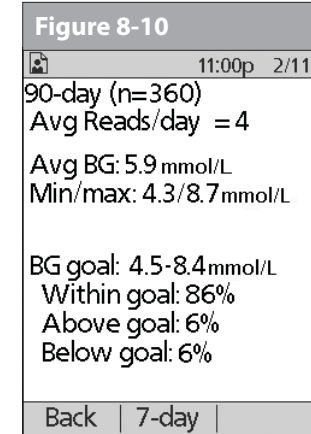 Figure 8-10
11:00p 2/11
90-day (n=360)
Avg Reads/day = 4
Avg BG: 5.9 mmol/L
Min/max: 4.3/8.7 mmol/L
BG goal: 4.5-8.4 mmol/L
Within goal: 86%
Above goal: 6%
Below goal: 6%
Back | 7-day |